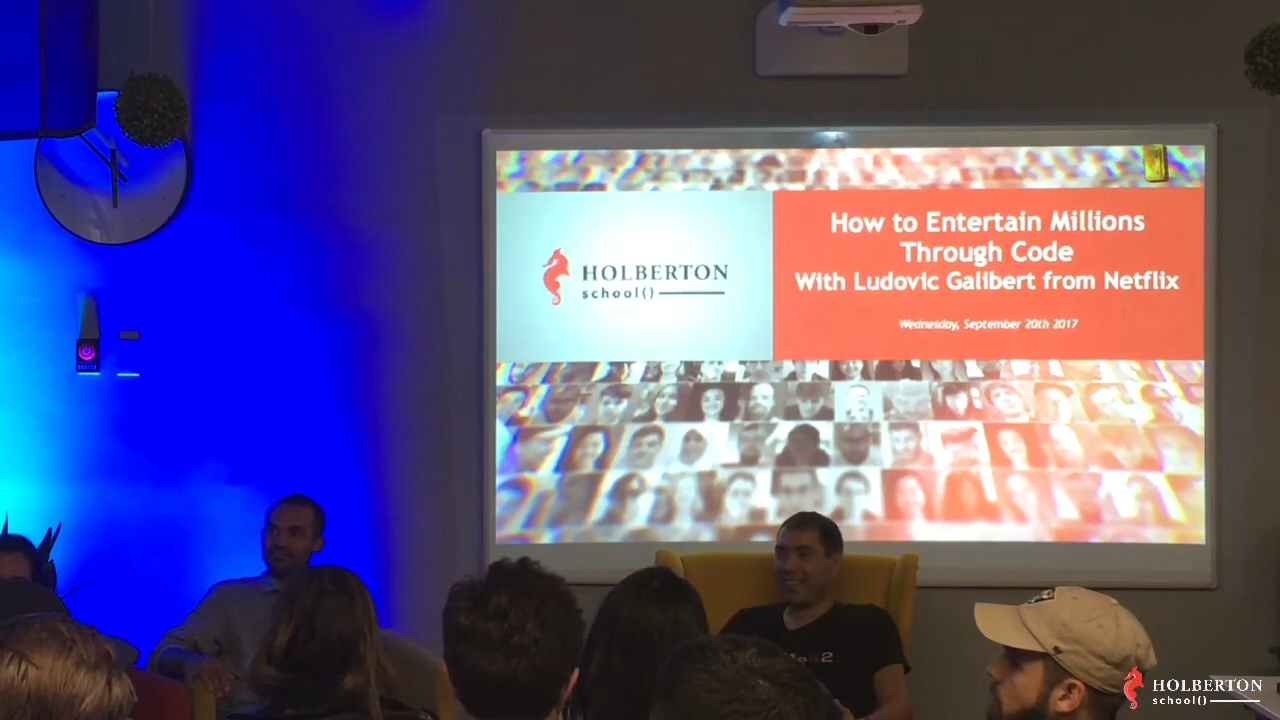 How to Entertain Millions
Through Code
With Ludovic Galibert from Netflix
Wednesday, September 20th 2017
HOLBERTON
school()
HOLBERTON
school()